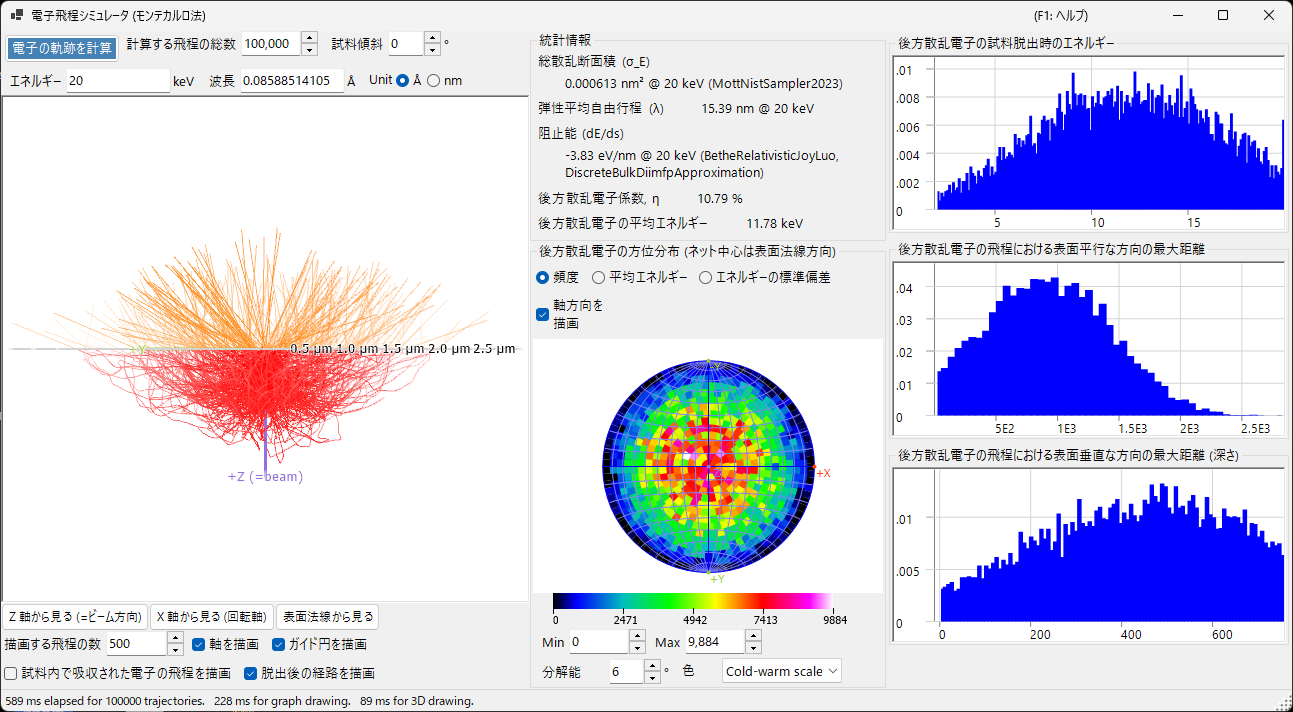 電子飛程シミュレータ (モンテカルロ法)
(F1: ヘルプ)
電子の軌跡を計算
計算する飛程の総数 100,000 試料傾斜 0 °
エネルギー 20 keV 波長 0.08588514105 Å Unit Å nm
+Y
0.5 μm 1.0 μm 1.5 μm 2.0 μm 2.5 μm
+Z (=beam)
Z 軸から見る (=ビーム方向)
X 軸から見る (回転軸)
表面法線から見る
描画する飛程の数 500 軸を描画 ガイド円を描画
試料内で吸収された電子の飛程を描画 脱出後の経路を描画
統計情報
総散乱断面積 (σ_E)
0.000613 nm² @ 20 keV (MottNistSampler2023)
弾性平均自由行程 (λ) 15.39 nm @ 20 keV
阻止能 (dE/ds)
-3.83 eV/nm @ 20 keV (BetheRelativisticJoyLuo,
DiscreteBulkDiimfpApproximation)
後方散乱電子係数, η 10.79 %
後方散乱電子の平均エネルギー 11.78 keV
後方散乱電子の方位分布 (ネット中心は表面法線方向)
頻度 平均エネルギー エネルギーの標準偏差
軸方向を
描画
+X
+Y
0 2471 4942 7413 9884
Min 0 Max 9,884
分解能 6 ° 色 Cold-warm scale
後方散乱電子の試料脱出時のエネルギー
.01
.008
.006
.004
.002
0
5 10 15
後方散乱電子の飛程における表面平行な方向の最大距離
.04
.03
.02
.01
0
5E2 1E3 1.5E3 2E3 2.5E3
後方散乱電子の飛程における表面垂直な方向の最大距離 (深さ)
.01
.005
0
0 200 400 600
589 ms elapsed for 100000 trajectories. 228 ms for graph drawing. 89 ms for 3D drawing.